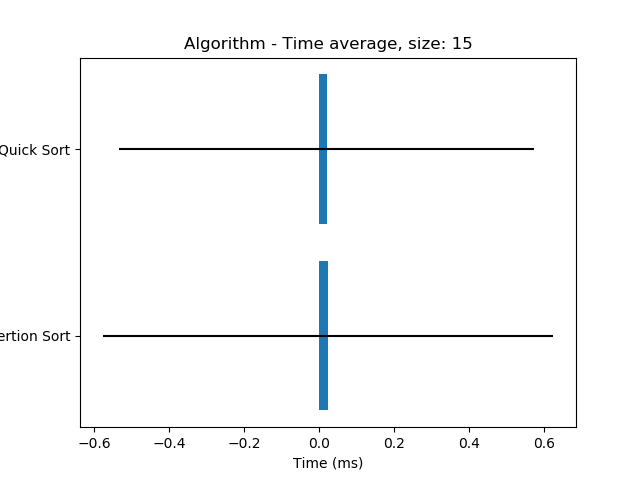 Algorithm - Time average, size: 15
Quick Sort
ertion Sort
−0.6 −0.4 −0.2 0.0 0.2 0.4 0.6
Time (ms)